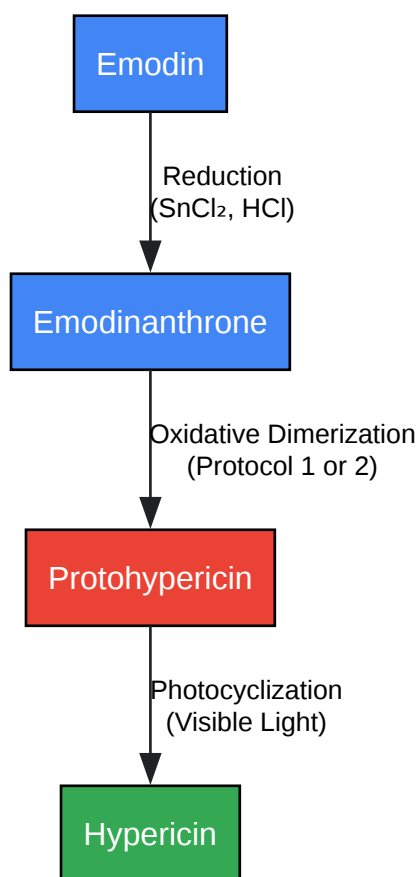 Emodin
Reduction
(SnCl₂, HCl)
Emodinanthrone
Oxidative Dimerization
(Protocol 1 or 2)
Protohypericin
Photocyclization
(Visible Light)
Hypericin